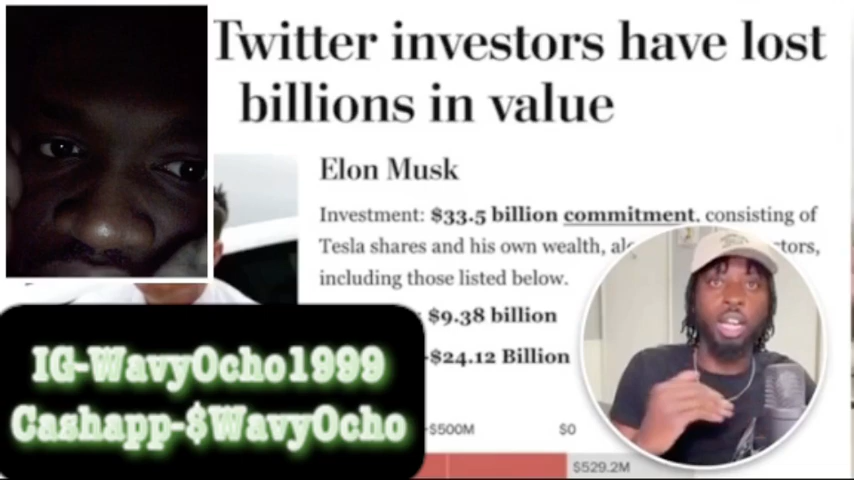 Twitter investors have lost
billions in value
Elon Musk
Investment: $33.5 billion commitment, consisting of
Tesla shares and his own wealth,
including those listed below.
$9.38 billion
-$24.12 Billion
IG-WavyOcho1999
Cashapp-$WavyOcho
-$500M $0
$529.2M